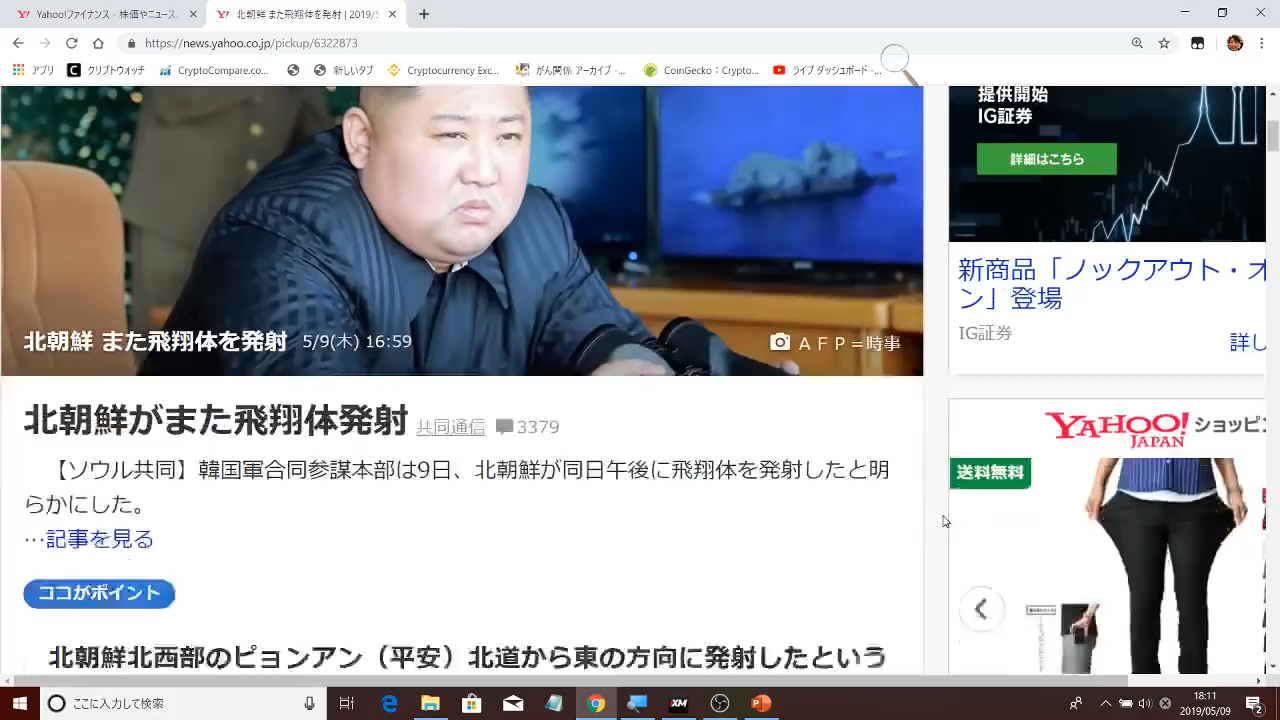 Yahoo!ファイナンス - 株価やニュース
北朝鮮 また飛翔体を発射 | 2019/5
https://news.yahoo.co.jp/pickup/6322873
アプリ
クリプトウォッチ
CryptoCompare.co...
新しいタブ
Cryptocurrency Exc...
がん関係 アーカイブ -...
CoinGecko：Crypto...
ライブ ダッシュボード -...
提供開始
IG証券
詳細はこちら
北朝鮮 また飛翔体を発射 5/9(木) 16:59
ＡＦＰ＝時事
新商品「ノックアウト・オ
ン」登場
IG証券
詳し
北朝鮮がまた飛翔体発射 共同通信 3379
【ソウル共同】韓国軍合同参謀本部は9日、北朝鮮が同日午後に飛翔体を発射したと明
らかにした。
…記事を見る
ココがポイント
北朝鮮北西部のピョンアン（平安）北道から東の方向に発射したという
YAHOO! JAPAN ショッピ
送料無料
ここに入力して検索
XM
18:11
2019/05/09
2